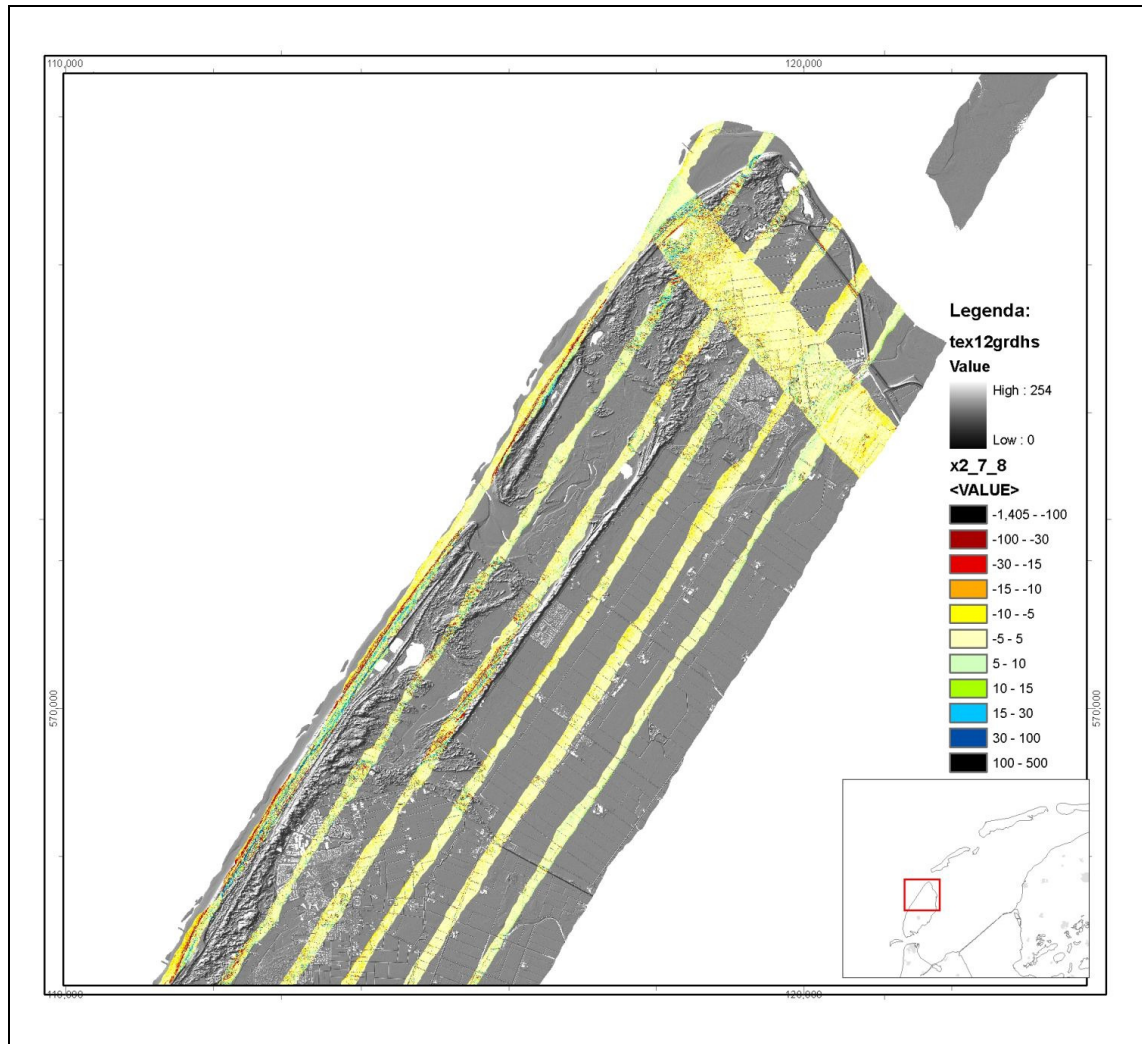 110,000
120,000
Legenda:
tex12grdhs
Value
High : 254
Low : 0
x2_7_8
<VALUE>
-1,405 - -100
-100 - -30
-30 - -15
-15 - -10
-10 - -5
-5 - 5
5 - 10
10 - 15
15 - 30
30 - 100
100 - 500
570,000
570,000
110,000
120,000